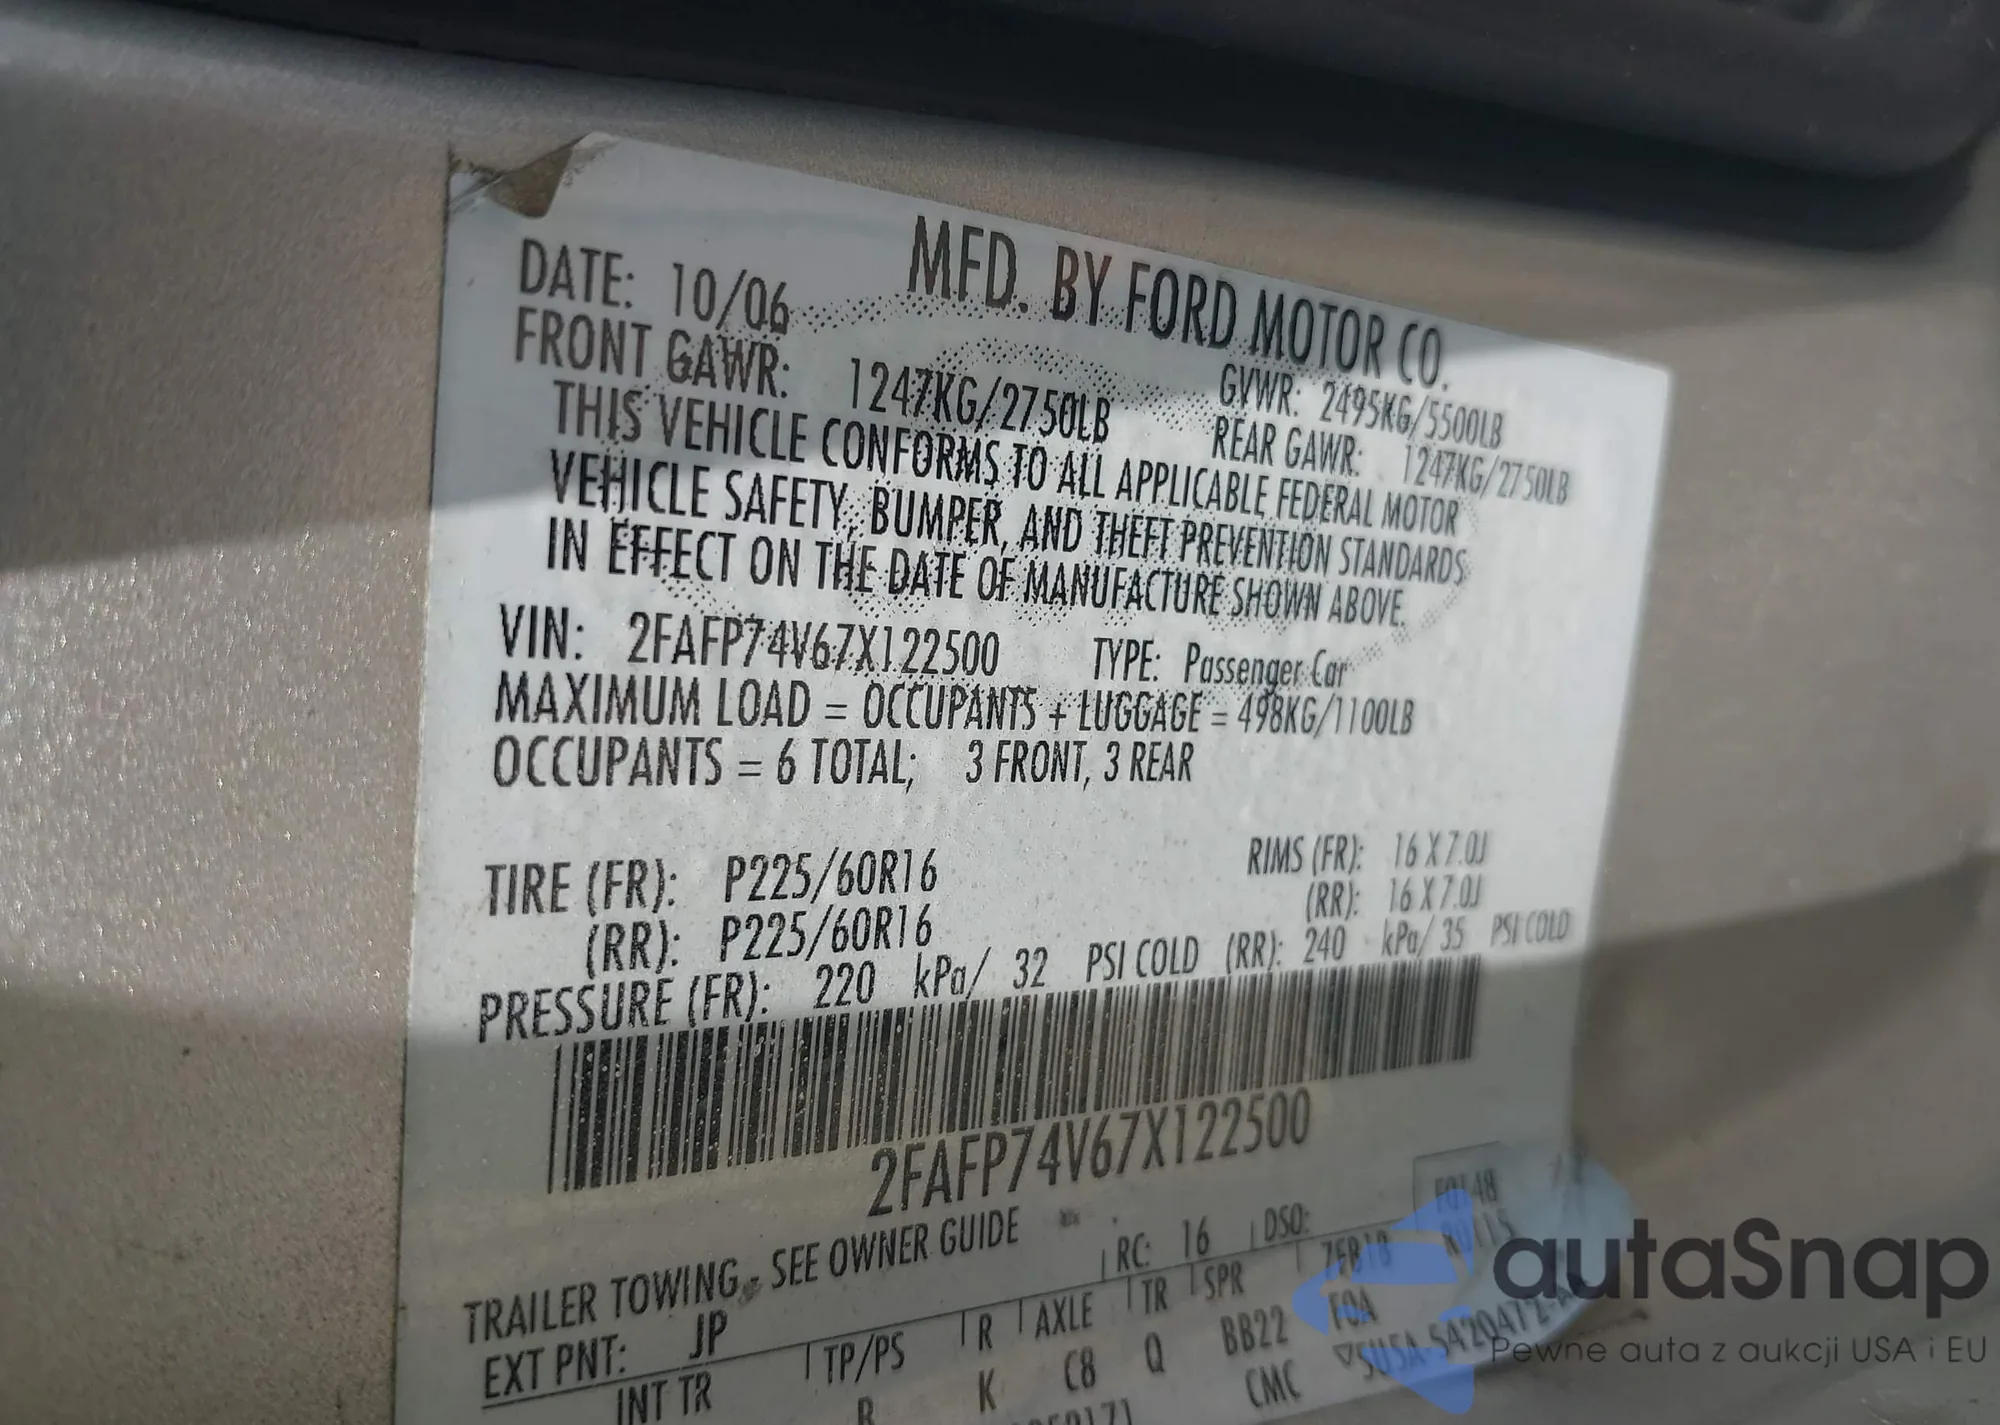 MFD. BY FORD MOTOR CO.
DATE: 10/06
GVWR: 2495KG/5500LB
FRONT GAWR: 1247KG/2750LB
REAR GAWR: 1247KG/2750LB
THIS VEHICLE CONFORMS TO ALL APPLICABLE FEDERAL MOTOR
VEHICLE SAFETY, BUMPER, AND THEFT PREVENTION STANDARDS
IN EFFECT ON THE DATE OF MANUFACTURE SHOWN ABOVE.
VIN: 2FAFP74V67X122500 TYPE: Passenger Car
MAXIMUM LOAD = OCCUPANTS + LUGGAGE = 498KG/1100LB
OCCUPANTS = 6 TOTAL; 3 FRONT, 3 REAR
TIRE (FR): P225/60R16 RIMS (FR): 16 X 7.0J
(RR): P225/60R16 (RR): 16 X 7.0J
PRESSURE (FR): 220 kPa/ 32 PSI COLD (RR): 240 kPa/ 35 PSI COLD
2FAFP74V67X122500
TRAILER TOWING, SEE OWNER GUIDE
EXT PNT: JP RC: 16 DSO:
INT TR TP/PS R AXLE TR SPR
K C8 Q BB22 FOA
CMC
autaSnap
Pewne auta z aukcji USA i EU